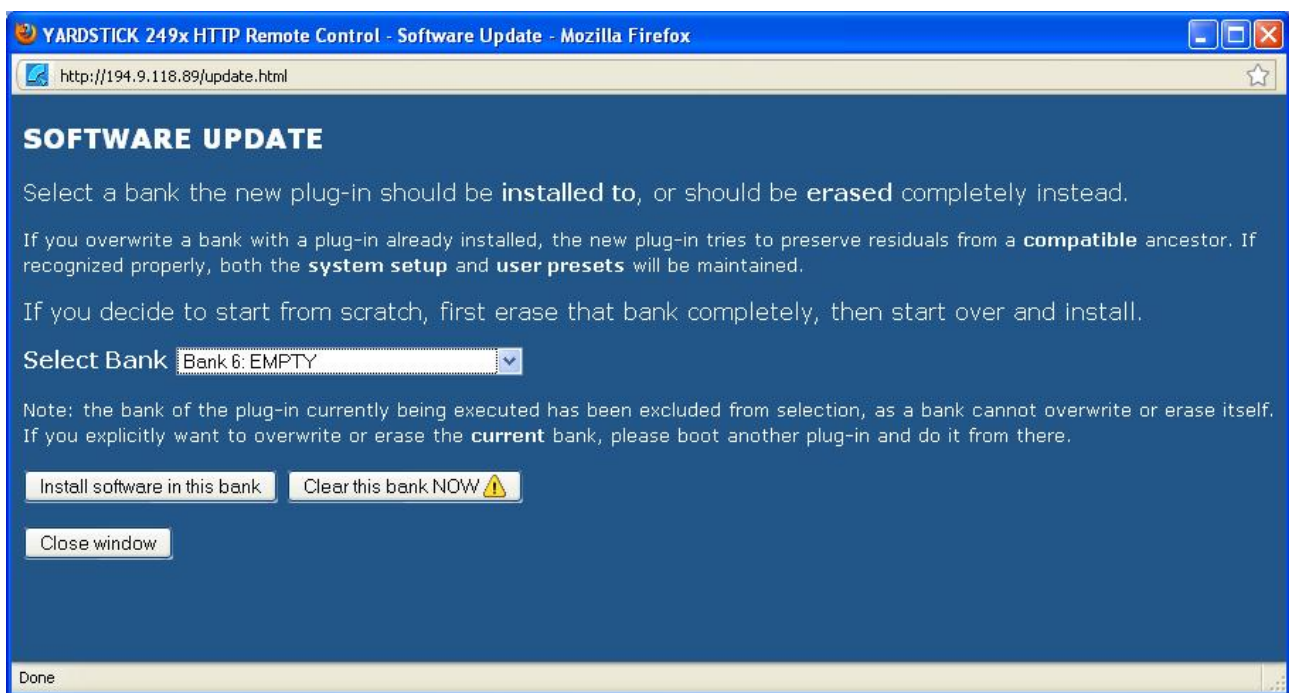 YARDSTICK 249x HTTP Remote Control - Software Update - Mozilla Firefox
http://194.9.118.89/update.html
SOFTWARE UPDATE
Select a bank the new plug-in should be installed to, or should be erased completely instead.
If you overwrite a bank with a plug-in already installed, the new plug-in tries to preserve residuals from a compatible ancestor. If
recognized properly, both the system setup and user presets will be maintained.
If you decide to start from scratch, first erase that bank completely, then start over and install.
Select Bank Bank 6: EMPTY
Note: the bank of the plug-in currently being executed has been excluded from selection, as a bank cannot overwrite or erase itself.
If you explicitly want to overwrite or erase the current bank, please boot another plug-in and do it from there.
Install software in this bank Clear this bank NOW
Close window
Done